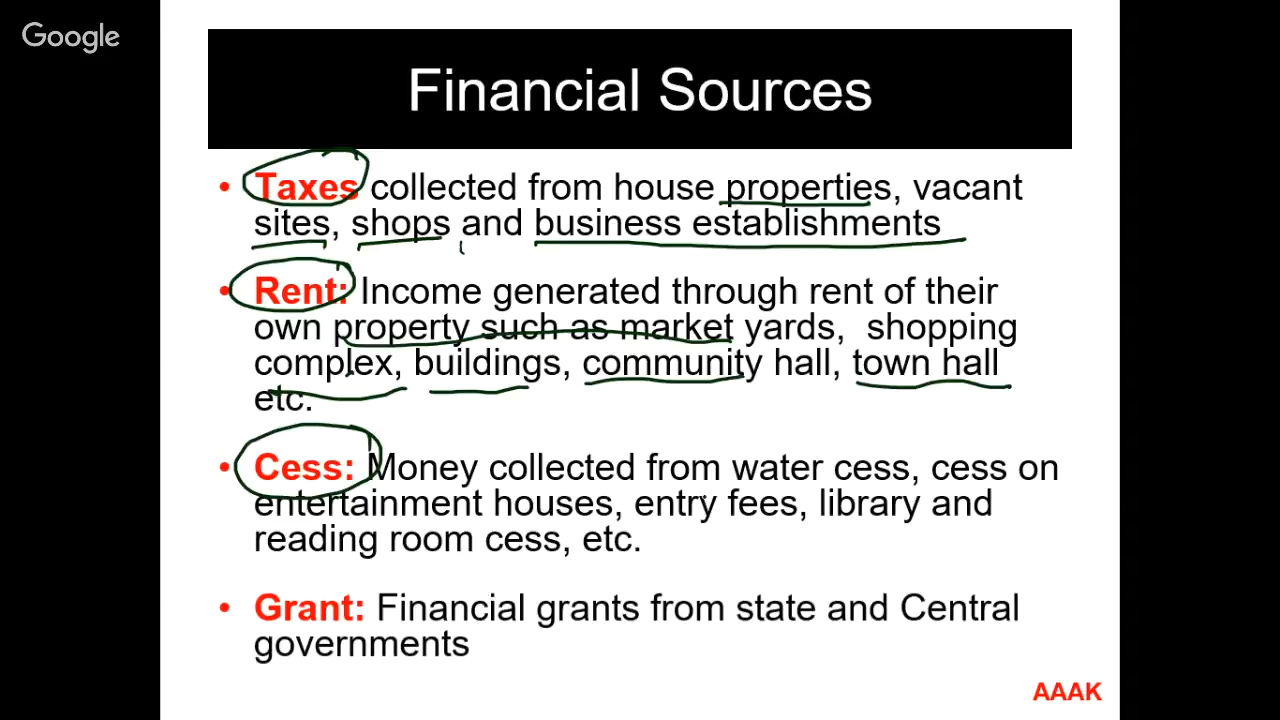 Google
Financial Sources
• Taxes collected from house properties, vacant
sites, shops and business establishments
• Rent: Income generated through rent of their
own property such as market yards, shopping
complex, buildings, community hall, town hall
etc.
• Cess: Money collected from water cess, cess on
entertainment houses, entry fees, library and
reading room cess, etc.
• Grant: Financial grants from state and Central
governments
AAAK